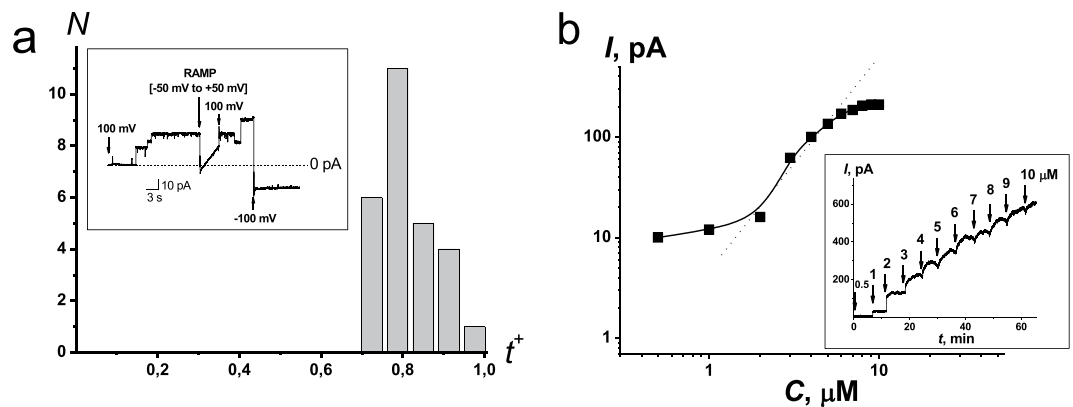 a
N
10
8
6
4
2
0
0,2
0,4
0,6
0,8
1,0
t⁺
RAMP
[-50 mV to +50 mV]
100 mV
100 mV
0 pA
10 pA
3 s
-100 mV
b
I, pA
100
10
1
1
10
C, μM
I, pA
600
400
200
0
20
40
60
t, min
0.5
1
2
3
4
5
6
7
8
9
10 μM